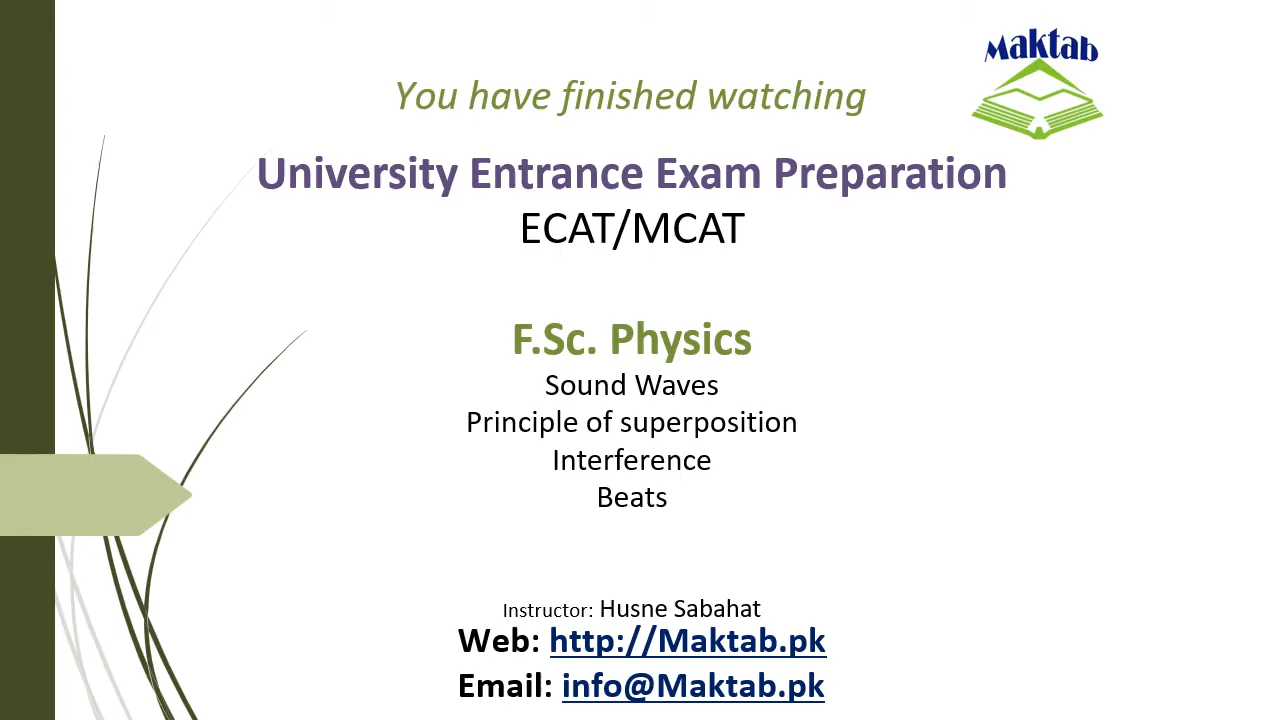 Maktab
You have finished watching
University Entrance Exam Preparation
ECAT/MCAT
F.Sc. Physics
Sound Waves
Principle of superposition
Interference
Beats
Instructor: Husne Sabahat
Web: http://Maktab.pk
Email: info@Maktab.pk